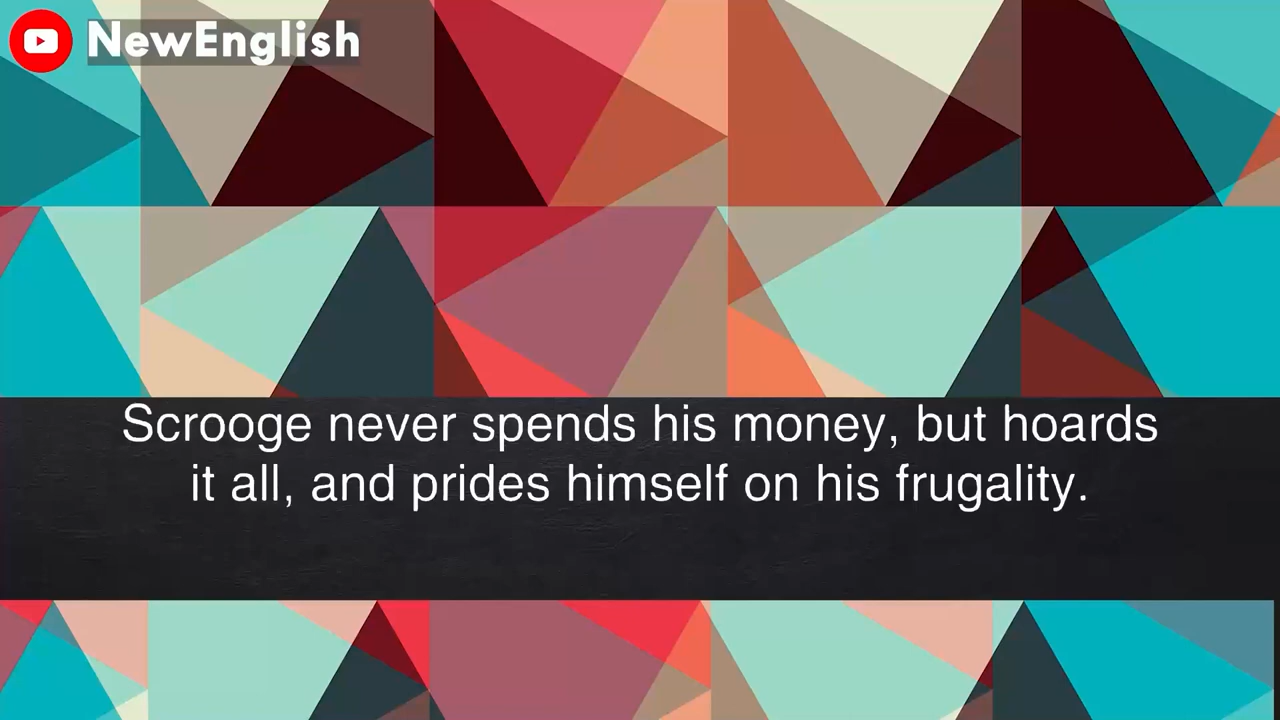 NewEnglish
Scrooge never spends his money, but hoards
it all, and prides himself on his frugality.